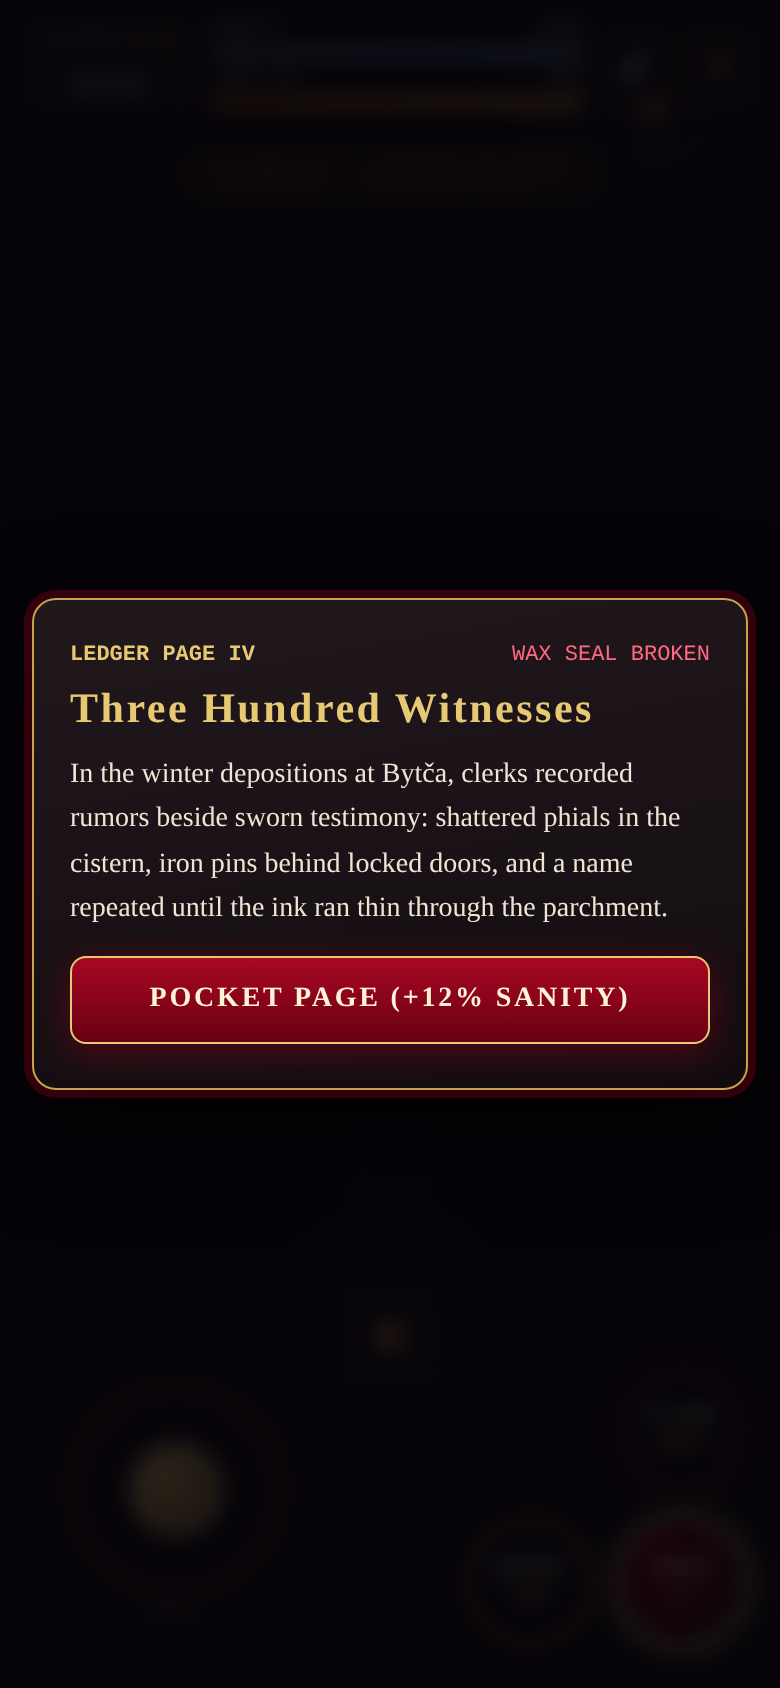 LEDGER PAGE IV
WAX SEAL BROKEN
Three Hundred Witnesses
In the winter depositions at Bytča, clerks recorded
rumors beside sworn testimony: shattered phials in the
cistern, iron pins behind locked doors, and a name
repeated until the ink ran thin through the parchment.
POCKET PAGE (+12% SANITY)